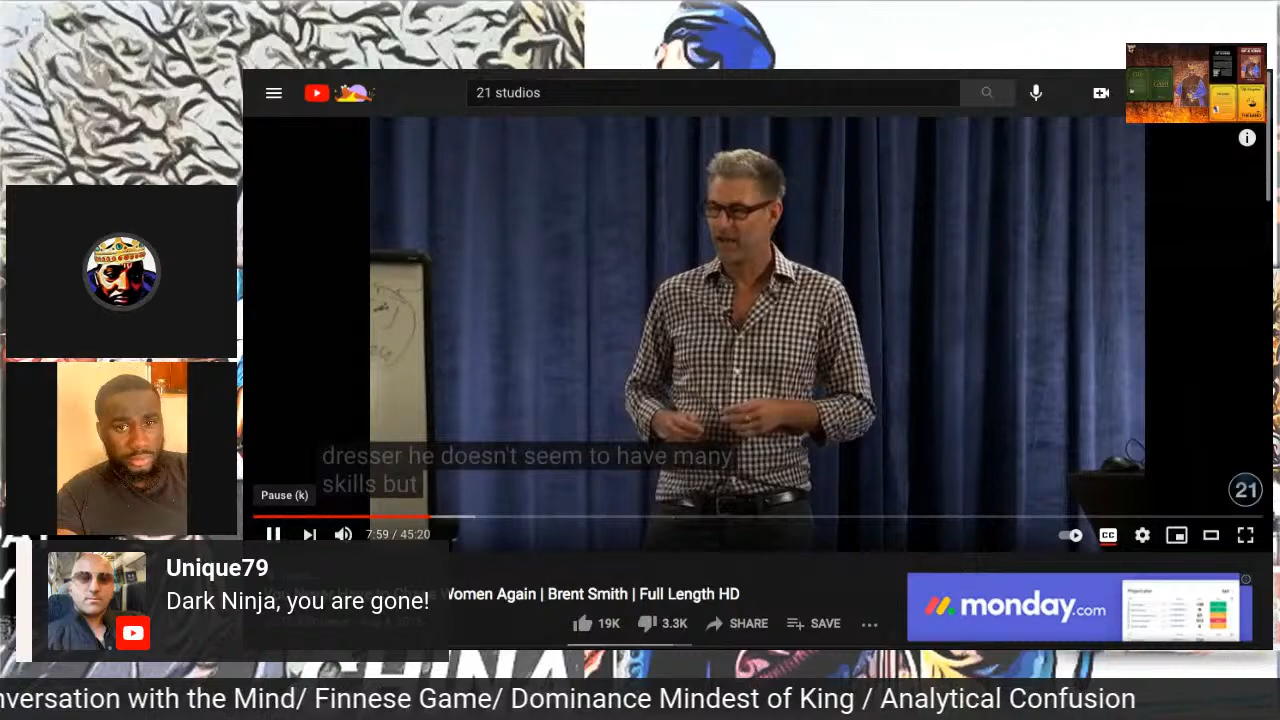 21 studios
dresser he doesn't seem to have many
skills but
Pause (k)
21
7:59 / 45:20
CC
Unique79
Dark Ninja, you are gone!
Women Again | Brent Smith | Full Length HD
19K
3.3K
SHARE
SAVE
monday.com
CHINA
nversation with the Mind/ Finnese Game/ Dominance Mindest of King / Analytical Confusion